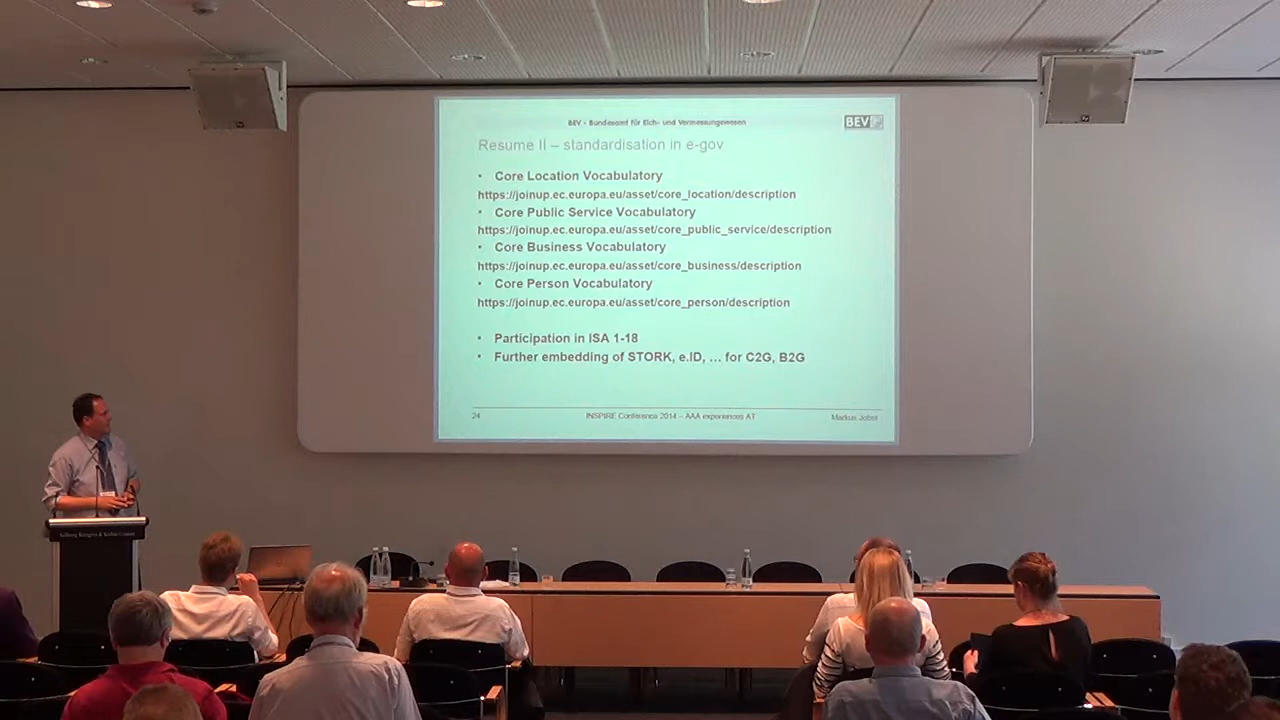 BEV - Bundesamt für Eich- und Vermessungswesen
BEV
Resume II – standardisation in e-gov
• Core Location Vocabulatory
https://joinup.ec.europa.eu/asset/core_location/description
• Core Public Service Vocabulatory
https://joinup.ec.europa.eu/asset/core_public_service/description
• Core Business Vocabulatory
https://joinup.ec.europa.eu/asset/core_business/description
• Core Person Vocabulatory
https://joinup.ec.europa.eu/asset/core_person/description
• Participation in ISA 1-18
• Further embedding of STORK, e.ID, ... for C2G, B2G
24 INSPIRE Conference 2014 – AAA experiences AT Markus Jobst
Aalborg Kongres & Kultur Center